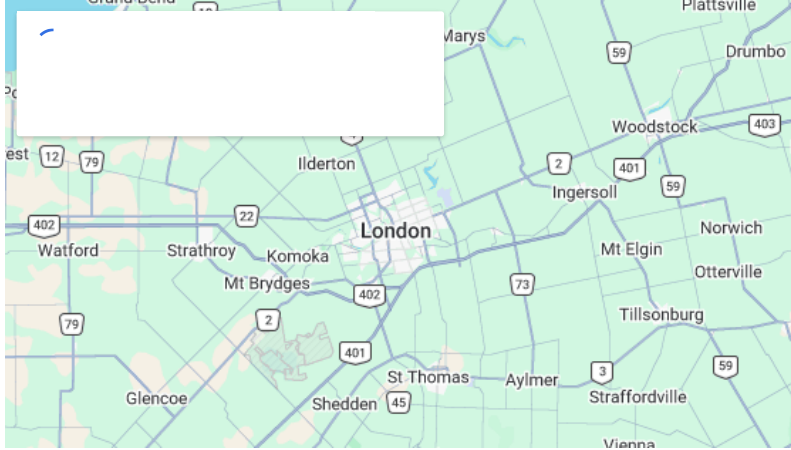 Grand Bend
Plattsville
Marys
59
Drumbo
Woodstock
403
est
12
79
Ilderton
2
401
59
Ingersoll
402
22
London
Norwich
Watford
Strathroy
Komoka
Mt Elgin
Otterville
Mt Brydges
402
73
79
2
Tillsonburg
401
St Thomas
Aylmer
3
59
Glencoe
Shedden
45
Straffordville
Vienna